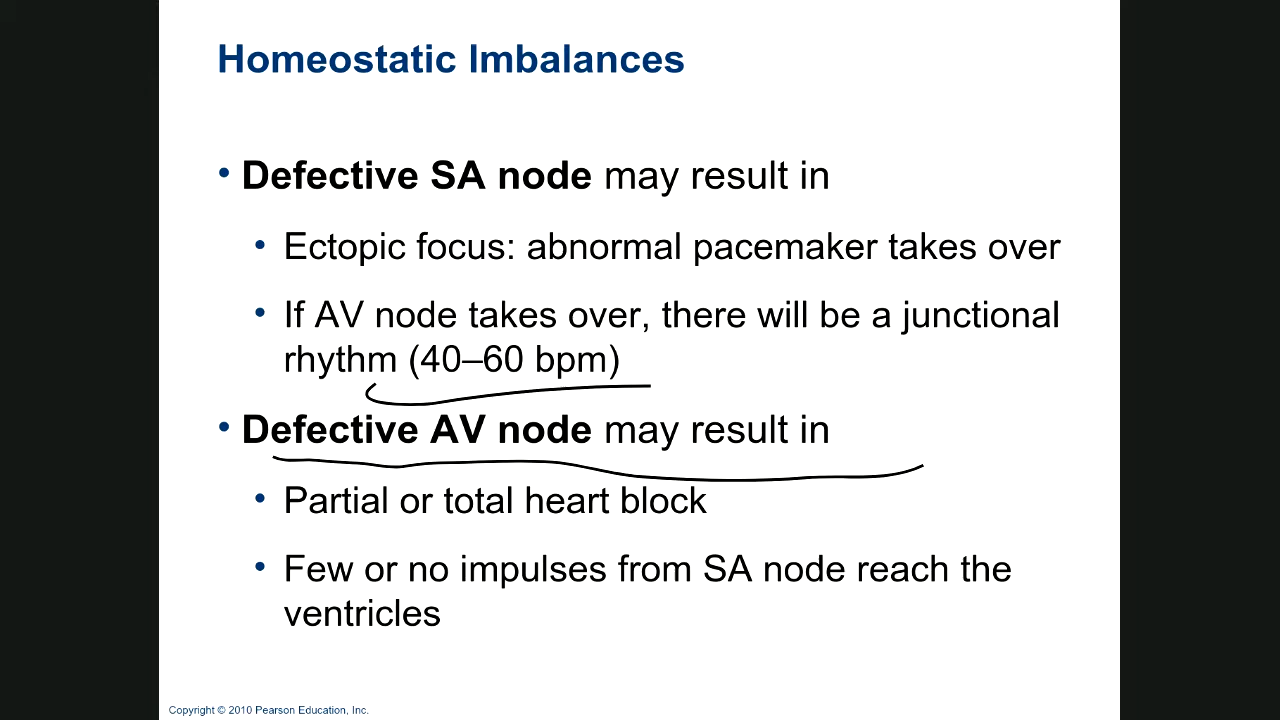 Homeostatic Imbalances
• Defective SA node may result in
• Ectopic focus: abnormal pacemaker takes over
• If AV node takes over, there will be a junctional
rhythm (40–60 bpm)
• Defective AV node may result in
• Partial or total heart block
• Few or no impulses from SA node reach the
ventricles
Copyright © 2010 Pearson Education, Inc.